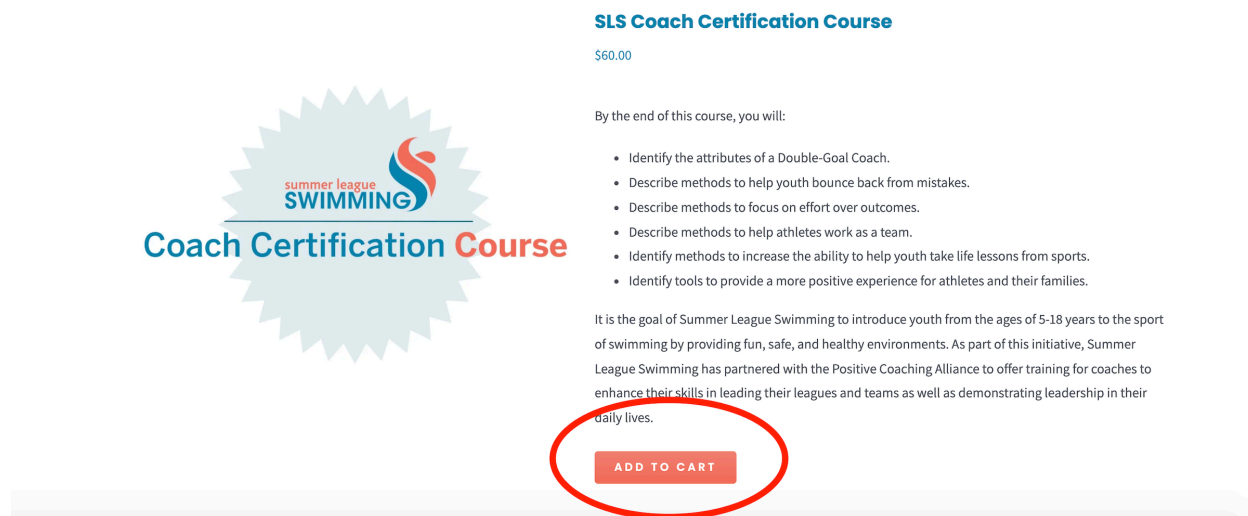 SLS Coach Certification Course
$60.00
summer league
SWIMMING
Coach Certification Course
By the end of this course, you will:
• Identify the attributes of a Double-Goal Coach.
• Describe methods to help youth bounce back from mistakes.
• Describe methods to focus on effort over outcomes.
• Describe methods to help athletes work as a team.
• Identify methods to increase the ability to help youth take life lessons from sports.
• Identify tools to provide a more positive experience for athletes and their families.
It is the goal of Summer League Swimming to introduce youth from the ages of 5-18 years to the sport
of swimming by providing fun, safe, and healthy environments. As part of this initiative, Summer
League Swimming has partnered with the Positive Coaching Alliance to offer training for coaches to
enhance their skills in leading their leagues and teams as well as demonstrating leadership in their
daily lives.
ADD TO CART